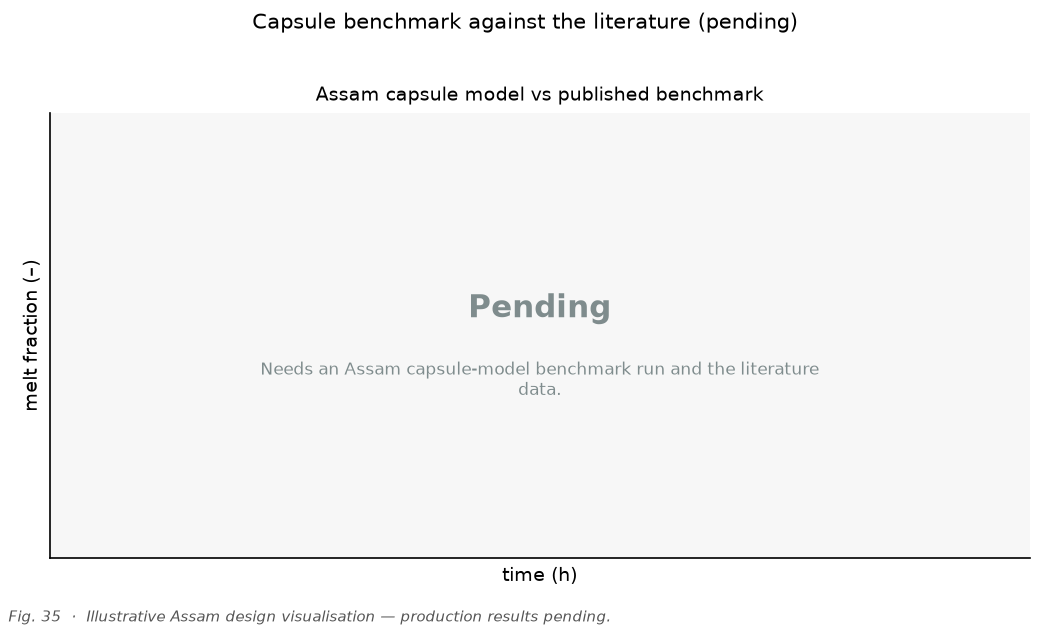 Capsule benchmark against the literature (pending)
Assam capsule model vs published benchmark
melt fraction (–)
Pending
Needs an Assam capsule-model benchmark run and the literature
data.
time (h)
Fig. 35 · Illustrative Assam design visualisation — production results pending.